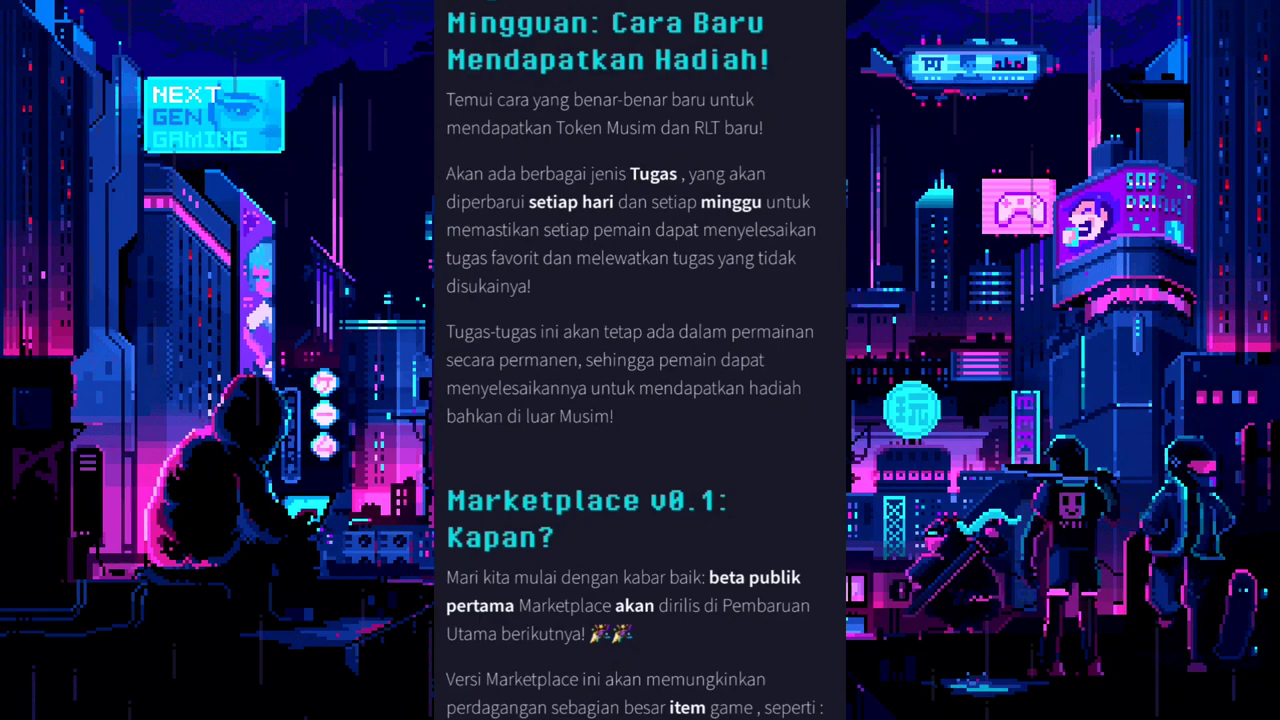 Mingguan: Cara Baru
Mendapatkan Hadiah!
Temui cara yang benar-benar baru untuk
mendapatkan Token Musim dan RLT baru!
Akan ada berbagai jenis Tugas , yang akan
diperbarui setiap hari dan setiap minggu untuk
memastikan setiap pemain dapat menyelesaikan
tugas favorit dan melewatkan tugas yang tidak
disukainya!
Tugas-tugas ini akan tetap ada dalam permainan
secara permanen, sehingga pemain dapat
menyelesaikannya untuk mendapatkan hadiah
bahkan di luar Musim!
Marketplace v0.1:
Kapan?
Mari kita mulai dengan kabar baik: beta publik
pertama Marketplace akan dirilis di Pembaruan
Utama berikutnya! 🎉🎉
Versi Marketplace ini akan memungkinkan
perdagangan sebagian besar item game , seperti :
NEXT
GEN
GAMING
SOFT
DRINK